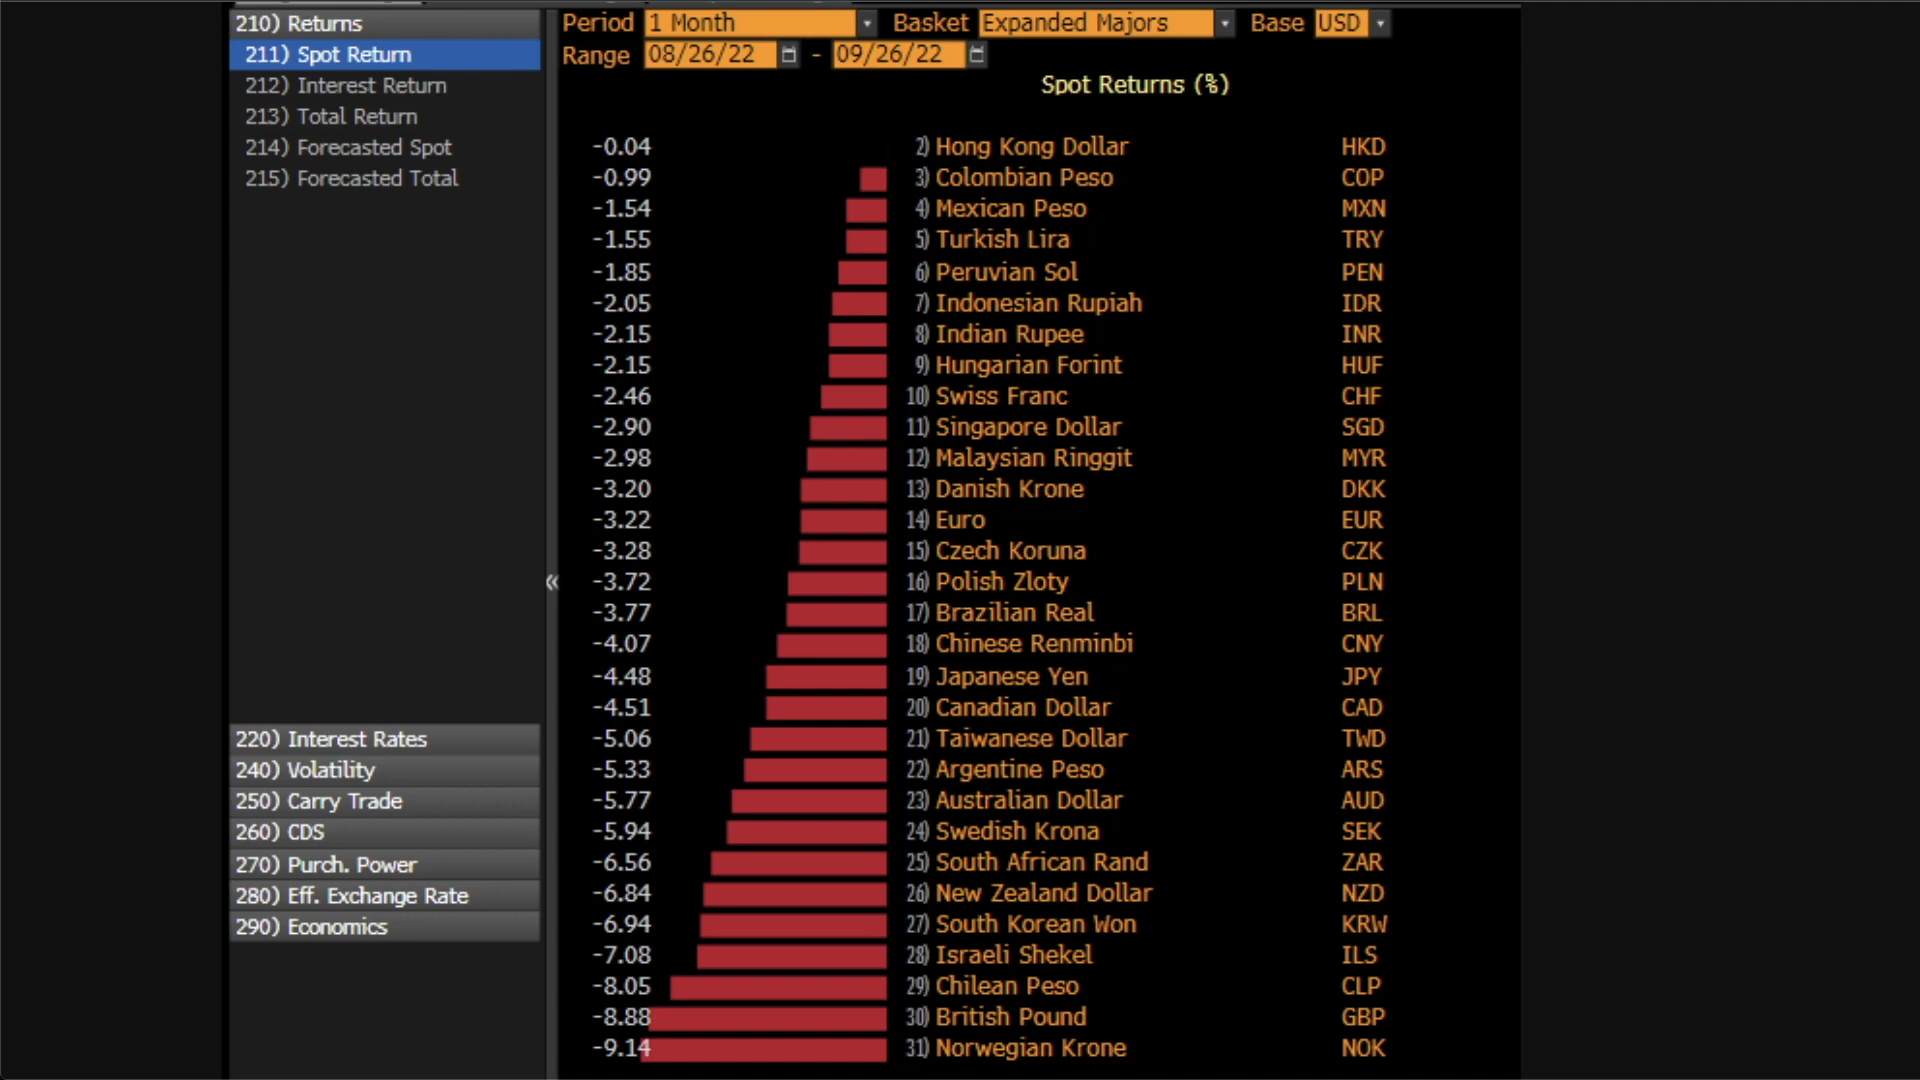 210) Returns
211) Spot Return
212) Interest Return
213) Total Return
214) Forecasted Spot
215) Forecasted Total
220) Interest Rates
240) Volatility
250) Carry Trade
260) CDS
270) Purch. Power
280) Eff. Exchange Rate
290) Economics
«
Period 1 Month Basket Expanded Majors Base USD
Range 08/26/22 - 09/26/22
Spot Returns (%)
-0.04 2) Hong Kong Dollar HKD
-0.99 3) Colombian Peso COP
-1.54 4) Mexican Peso MXN
-1.55 5) Turkish Lira TRY
-1.85 6) Peruvian Sol PEN
-2.05 7) Indonesian Rupiah IDR
-2.15 8) Indian Rupee INR
-2.15 9) Hungarian Forint HUF
-2.46 10) Swiss Franc CHF
-2.90 11) Singapore Dollar SGD
-2.98 12) Malaysian Ringgit MYR
-3.20 13) Danish Krone DKK
-3.22 14) Euro EUR
-3.28 15) Czech Koruna CZK
-3.72 16) Polish Zloty PLN
-3.77 17) Brazilian Real BRL
-4.07 18) Chinese Renminbi CNY
-4.48 19) Japanese Yen JPY
-4.51 20) Canadian Dollar CAD
-5.06 21) Taiwanese Dollar TWD
-5.33 22) Argentine Peso ARS
-5.77 23) Australian Dollar AUD
-5.94 24) Swedish Krona SEK
-6.56 25) South African Rand ZAR
-6.84 26) New Zealand Dollar NZD
-6.94 27) South Korean Won KRW
-7.08 28) Israeli Shekel ILS
-8.05 29) Chilean Peso CLP
-8.88 30) British Pound GBP
-9.14 31) Norwegian Krone NOK